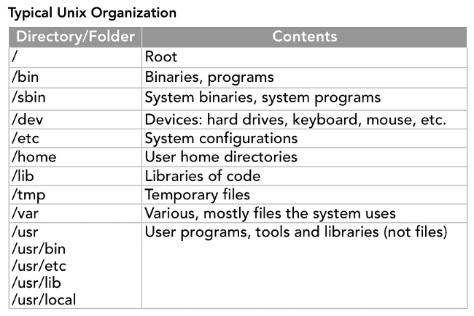 Typical Unix Organization
Directory/Folder Contents
/ Root
/bin Binaries, programs
/sbin System binaries, system programs
/dev Devices: hard drives, keyboard, mouse, etc.
/etc System configurations
/home User home directories
/lib Libraries of code
/tmp Temporary files
/var Various, mostly files the system uses
/usr User programs, tools and libraries (not files)
/usr/bin
/usr/etc
/usr/lib
/usr/local